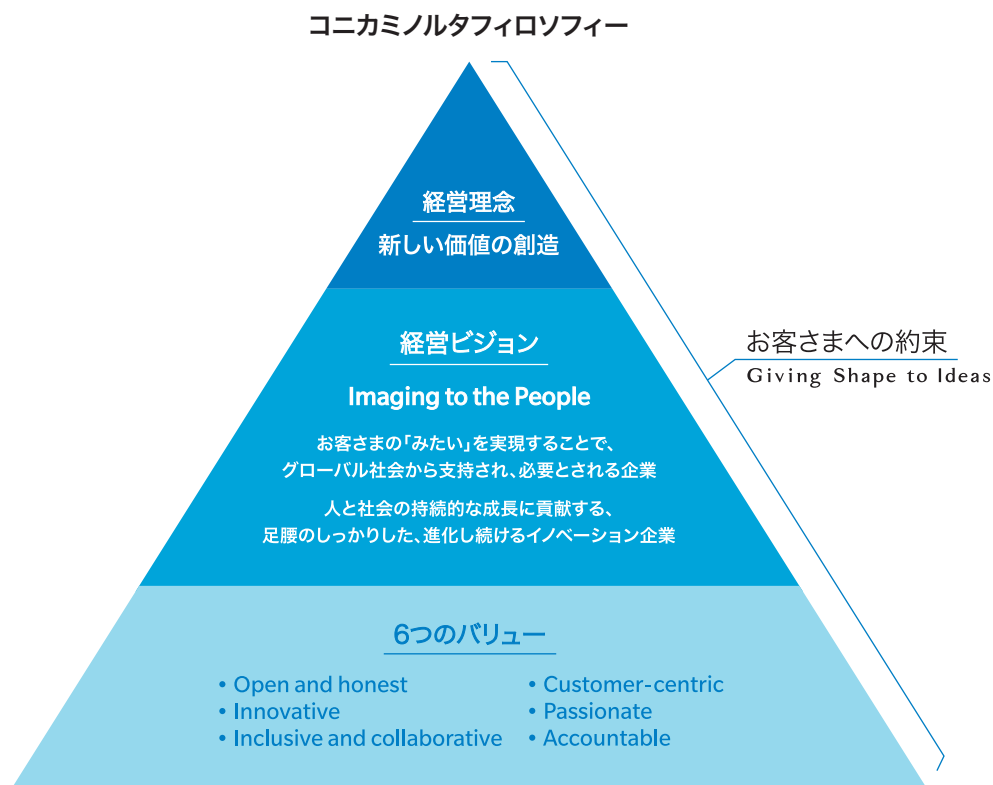 コニカミノルタフィロソフィー
経営理念
新しい価値の創造
経営ビジョン
Imaging to the People
お客さまの「みたい」を実現することで、
グローバル社会から支持され、必要とされる企業
人と社会の持続的な成長に貢献する、
足腰のしっかりした、進化し続けるイノベーション企業
お客さまへの約束
Giving Shape to Ideas
6つのバリュー
• Open and honest
• Innovative
• Inclusive and collaborative
• Customer-centric
• Passionate
• Accountable